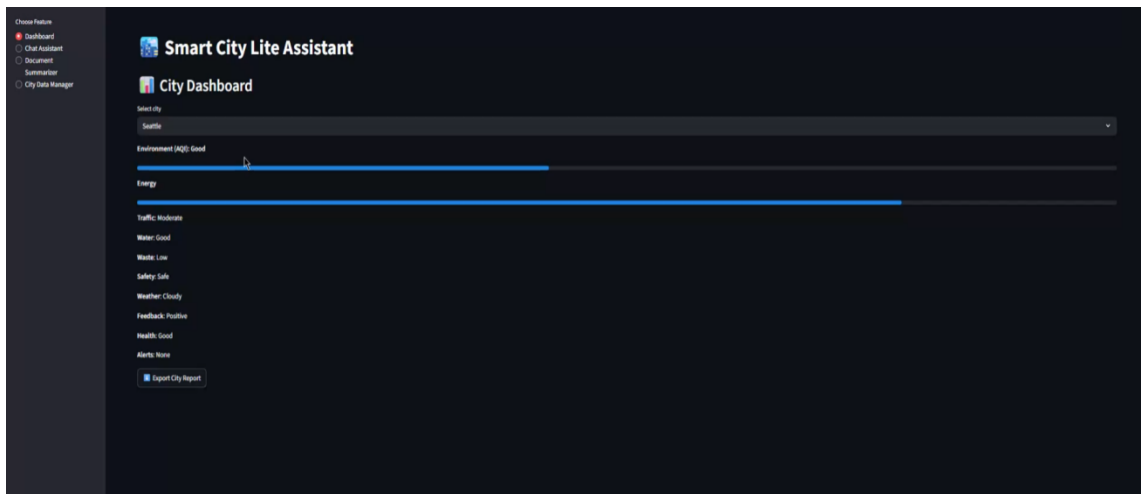 Choose Feature
Dashboard
Chat Assistant
Document
Summarizer
City Data Manager
Smart City Lite Assistant
City Dashboard
Select city
Seattle
Environment (AQI): Good
Energy
Traffic: Moderate
Water: Good
Waste: Low
Safety: Safe
Weather: Cloudy
Feedback: Positive
Health: Good
Alerts: None
Export City Report